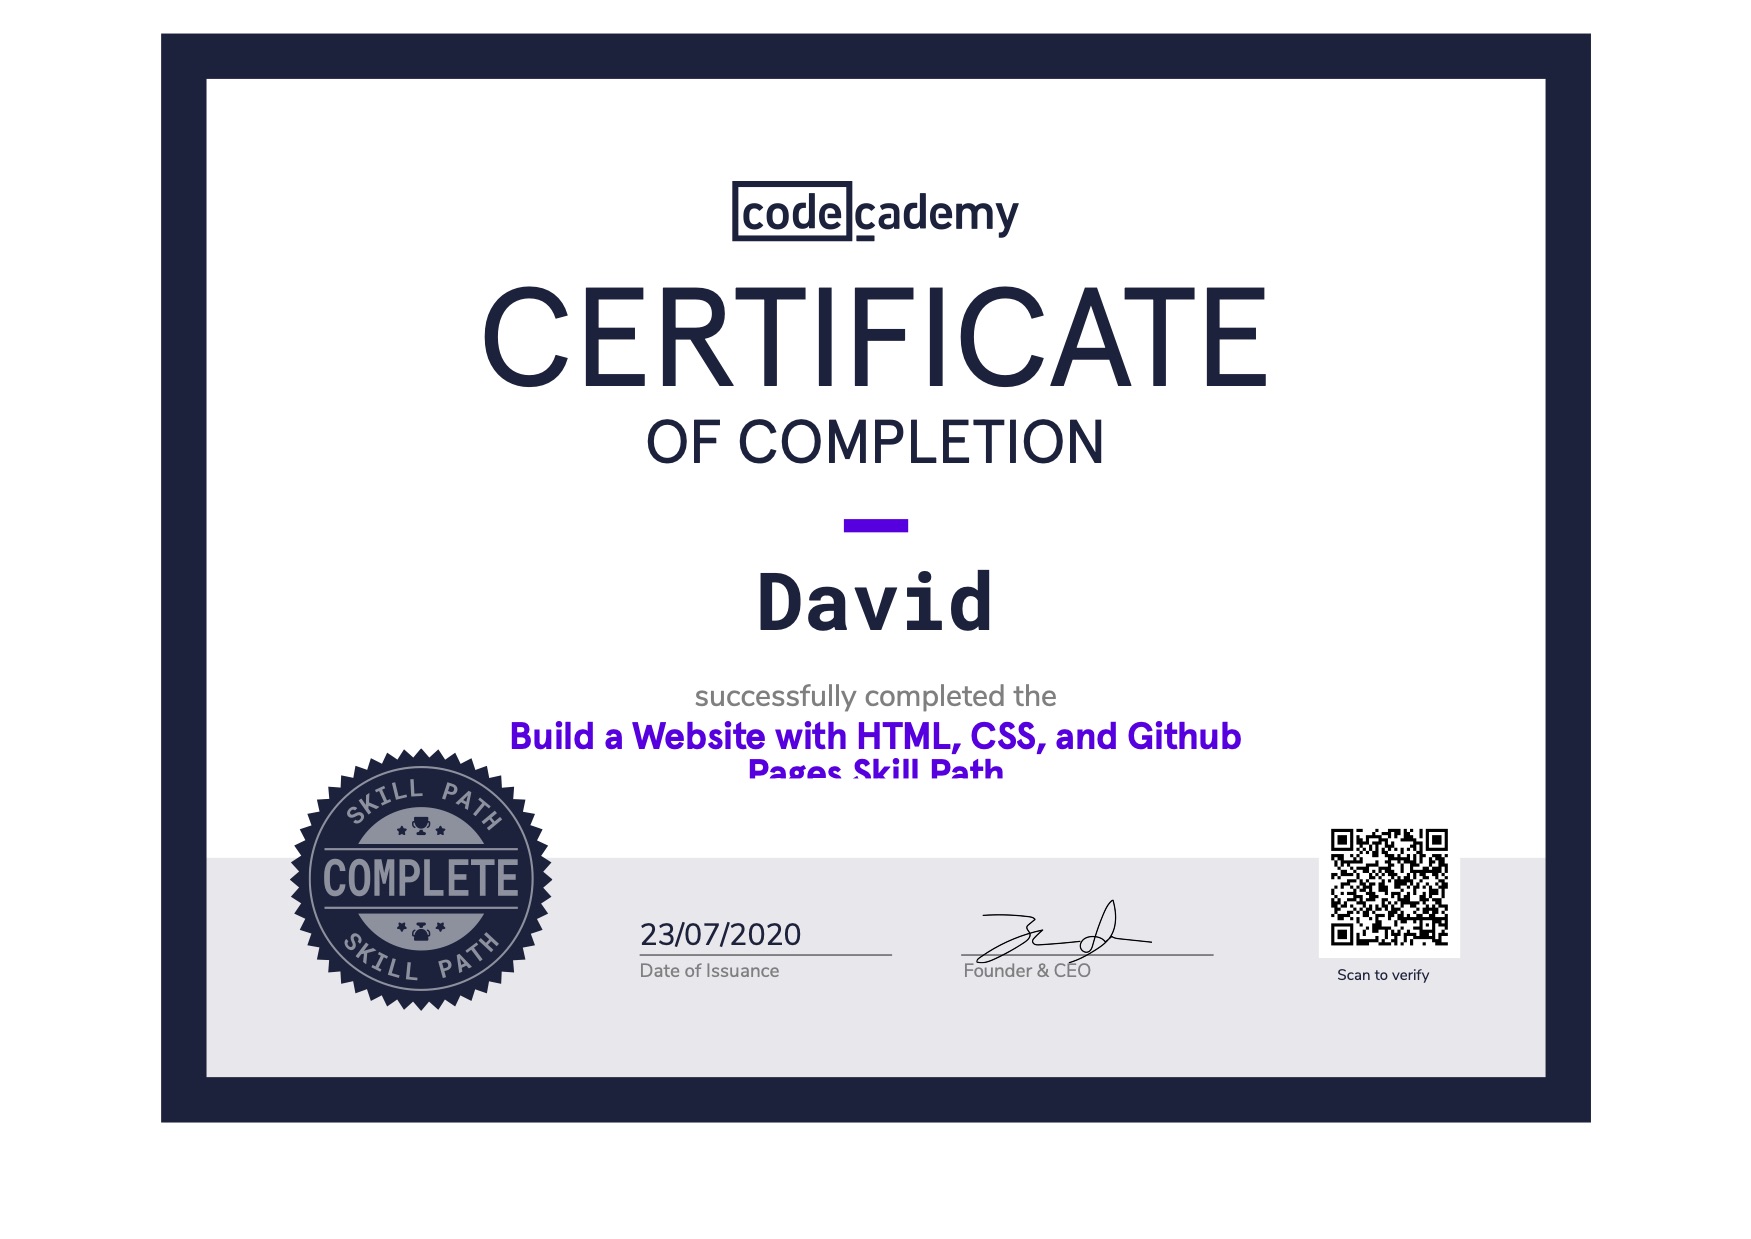 codecademy
CERTIFICATE
OF COMPLETION
David
successfully completed the
Build a Website with HTML, CSS, and Github
Pages Skill Path
SKILL PATH
COMPLETE
SKILL PATH
23/07/2020
Date of Issuance
Founder & CEO
Scan to verify